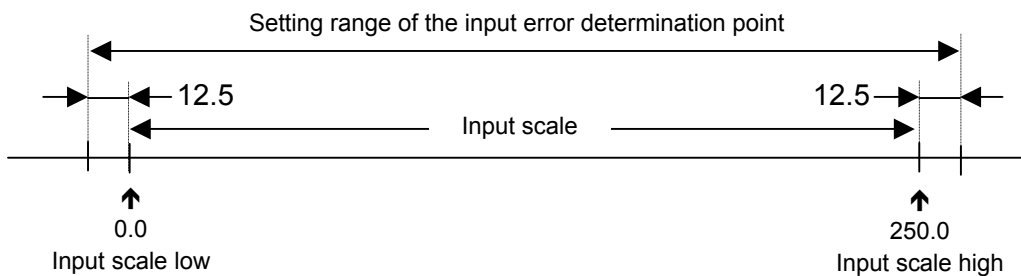 Setting range of the input error determination point
12.5
12.5
Input scale
0.0
250.0
Input scale low
Input scale high